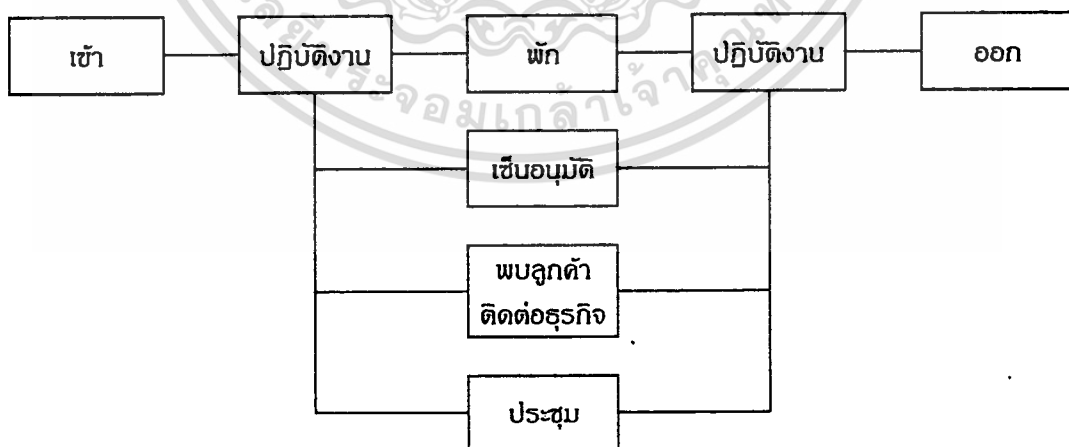 เข้า
ปฏิบัติงาน
พัก
ปฏิบัติงาน
ออก
เซ็นอนุมัติ
พบลูกค้า
ติดต่อธุรกิจ
ประชุม